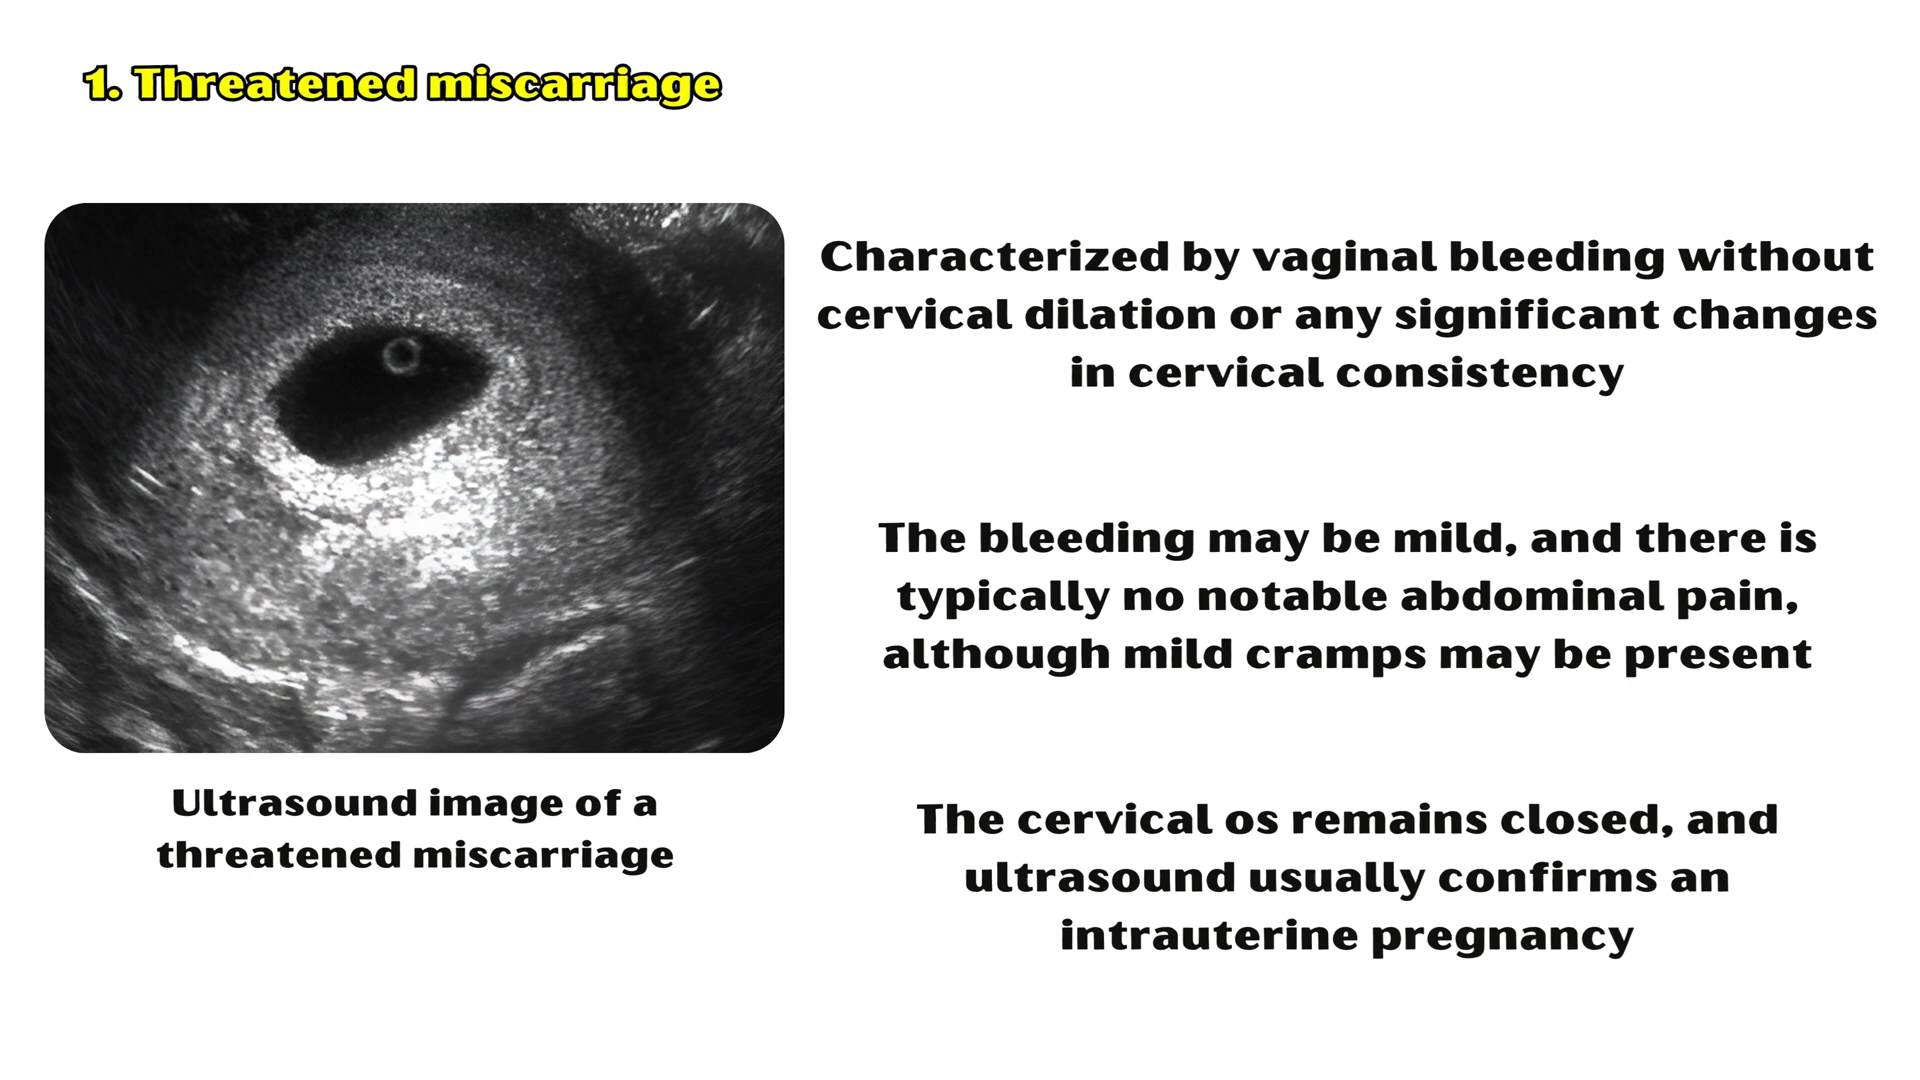 1. Threatened miscarriage
Characterized by vaginal bleeding without
cervical dilation or any significant changes
in cervical consistency
The bleeding may be mild, and there is
typically no notable abdominal pain,
although mild cramps may be present
The cervical os remains closed, and
ultrasound usually confirms an
intrauterine pregnancy
Ultrasound image of a
threatened miscarriage